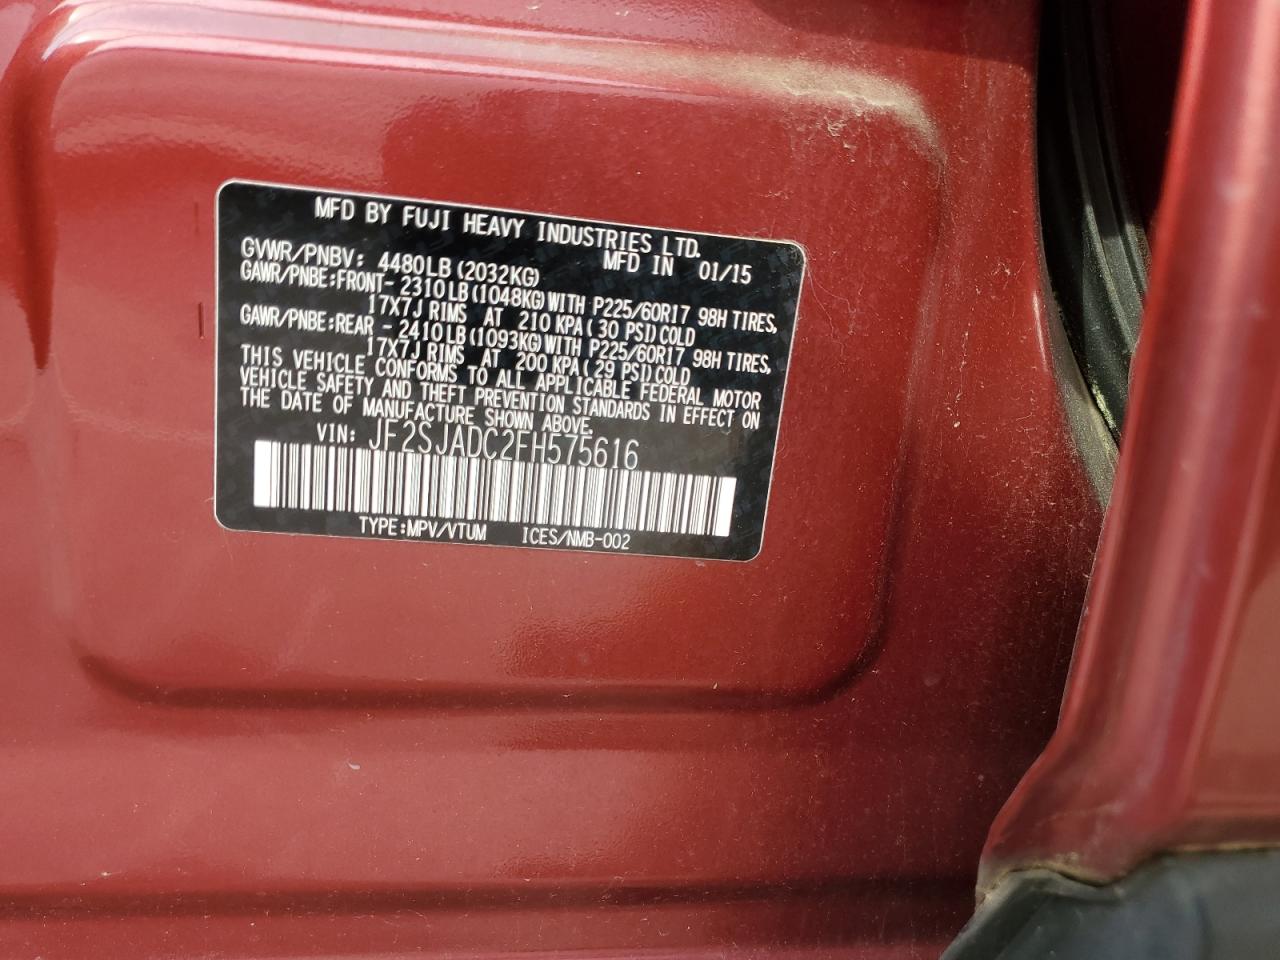 MFD BY FUJI HEAVY INDUSTRIES LTD.
GVWR/PNBV: 4480LB(2032KG) MFD IN 01/15
GAWR/PNBE:FRONT- 2310LB(1048KG)WITH P225/60R17 98H TIRES,
17X7J RIMS AT 210 KPA( 30 PSI)COLD
GAWR/PNBE:REAR - 2410LB(1093KG)WITH P225/60R17 98H TIRES,
17X7J RIMS AT 200 KPA( 29 PSI)COLD
THIS VEHICLE CONFORMS TO ALL APPLICABLE FEDERAL MOTOR
VEHICLE SAFETY AND THEFT PREVENTION STANDARDS IN EFFECT ON
THE DATE OF MANUFACTURE SHOWN ABOVE.
VIN: JF2SJADC2FH575616
TYPE:MPV/VTUM ICES/NMB-002